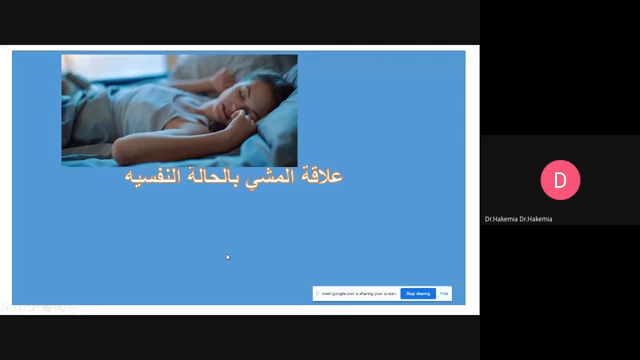 علاقة المشي بالحالة النفسيه
meet.google.com is sharing your screen.
Stop sharing
Hide
D
Dr.Hakemia Dr.Hakemia